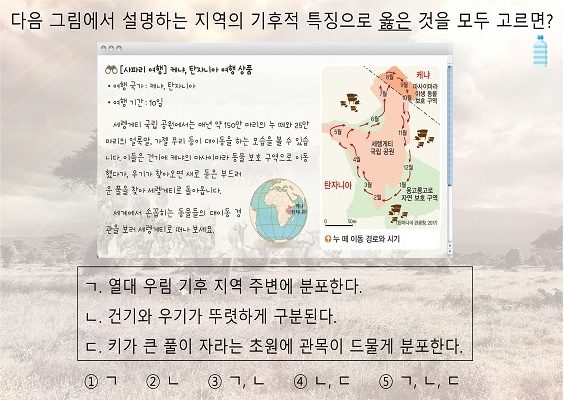 다음 그림에서 설명하는 지역의 기후적 특징으로 옳은 것을 모두 고르면?
[사파리 여행] 케냐, 탄자니아 여행 상품
• 여행 국가: 케냐, 탄자니아
• 여행 기간: 10일
세렝게티 국립 공원에서는 매년 약 150만 마리의 누 떼와 25만
마리의 얼룩말, 가젤 무리 등이 대이동을 하는 모습을 볼 수 있습
니다. 이들은 건기에 케냐의 마사이마라 동물 보호 구역으로 이동
했다가, 우기가 찾아오면 새로 돋은 부드러
운 풀을 찾아 세렝게티로 돌아옵니다.
세계에서 손꼽히는 동물들의 대이동 경
관을 보러 세렝게티로 떠나 보세요.
케냐
탄자니아
케냐
마사이마라
야생 동물
보호 구역
8월
9월
7월
10월
6월
11월
5월
세렝게티
국립 공원
4월
12월
탄자니아
3월
1월
2월
응고롱고로
자연 보호 구역
0 50㎞
(탄자니아 관광청, 2017)
누 떼 이동 경로와 시기
ㄱ. 열대 우림 기후 지역 주변에 분포한다.
ㄴ. 건기와 우기가 뚜렷하게 구분된다.
ㄷ. 키가 큰 풀이 자라는 초원에 관목이 드물게 분포한다.
① ㄱ ② ㄴ ③ ㄱ, ㄴ ④ ㄴ, ㄷ ⑤ ㄱ, ㄴ, ㄷ